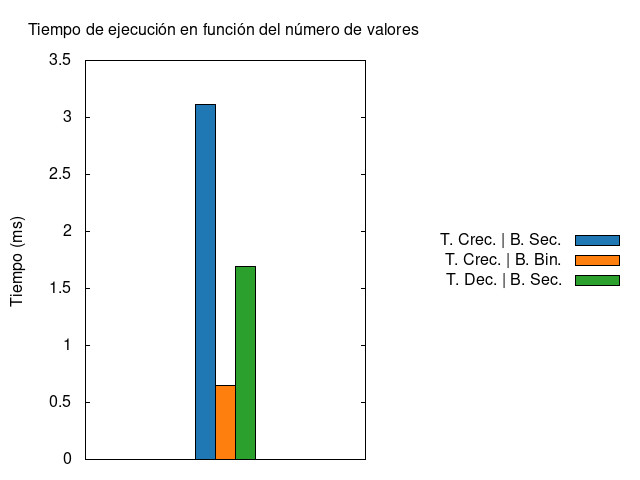 Tiempo de ejecución en función del número de valores
3.5
3
2.5
2
1.5
1
0.5
0
Tiempo (ms)
T. Crec. | B. Sec.
T. Crec. | B. Bin.
T. Dec. | B. Sec.